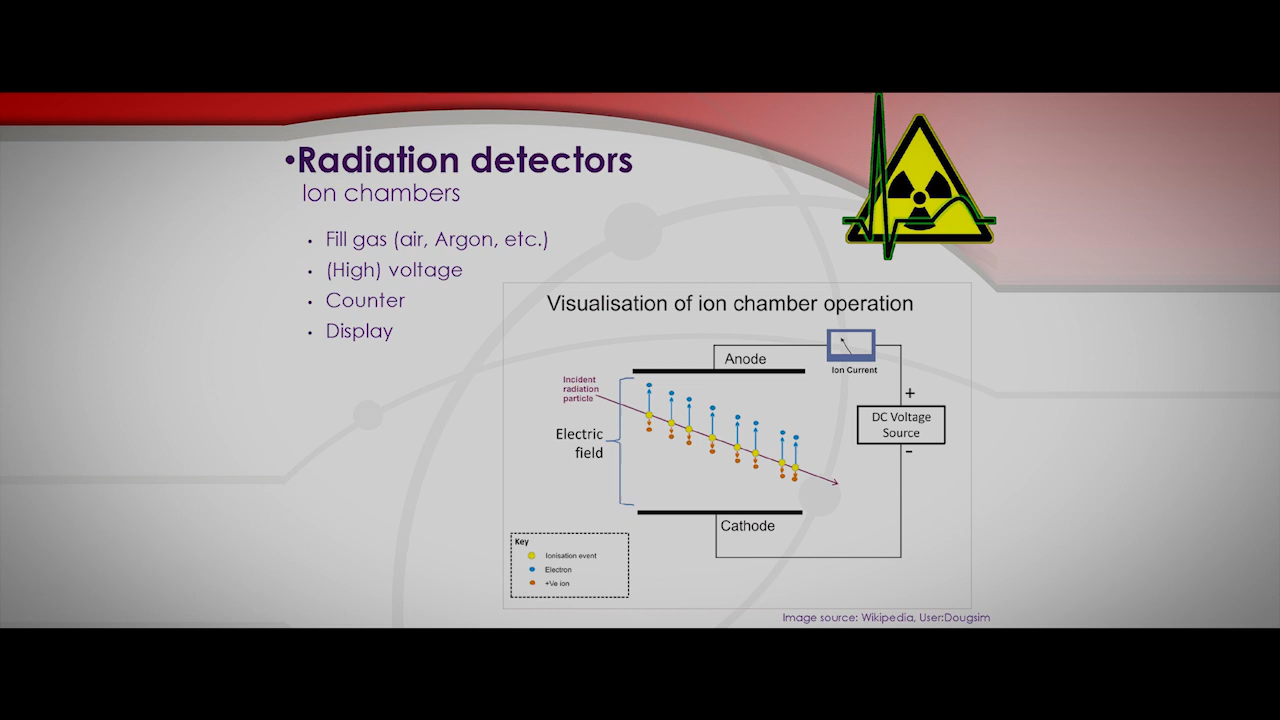 •Radiation detectors
Ion chambers
• Fill gas (air, Argon, etc.)
• (High) voltage
• Counter
• Display
Visualisation of ion chamber operation
Anode
Ion Current
Incident
radiation
particle
+
DC Voltage
Source
-
Electric
field
Cathode
Key
Ionisation event
Electron
+Ve ion
Image source: Wikipedia, User:Dougsim